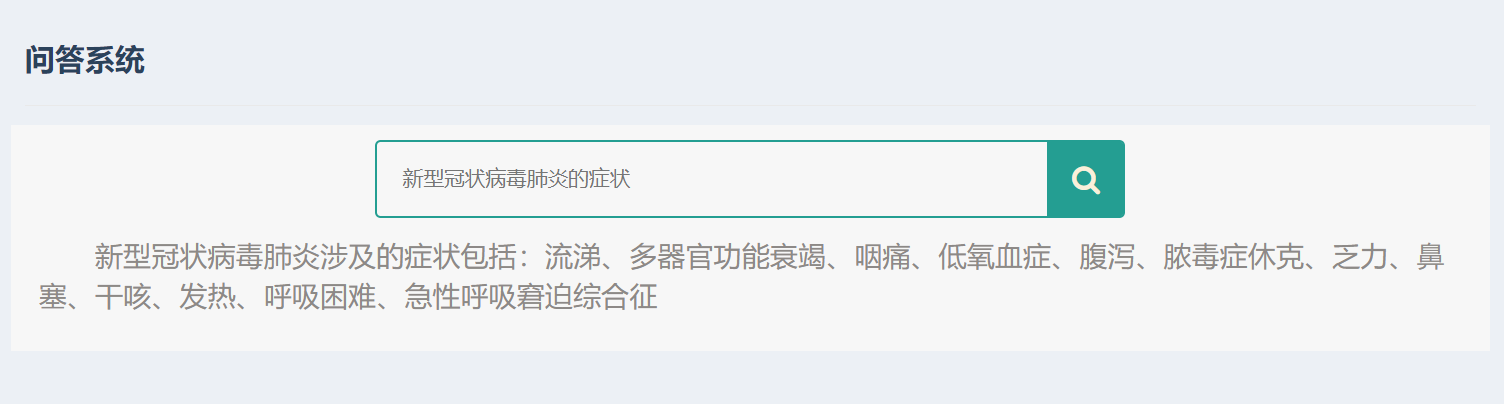 问答系统
新型冠状病毒肺炎的症状
新型冠状病毒肺炎涉及的症状包括：流涕、多器官功能衰竭、咽痛、低氧血症、腹泻、脓毒症休克、乏力、鼻
塞、干咳、发热、呼吸困难、急性呼吸窘迫综合征